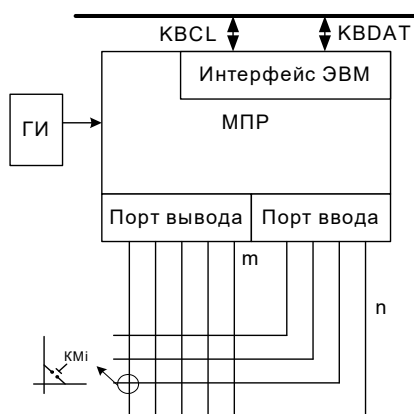 KBCL KBDAT
Интерфейс ЭВМ
МПР
ГИ
Порт вывода Порт ввода
m
n
КМi